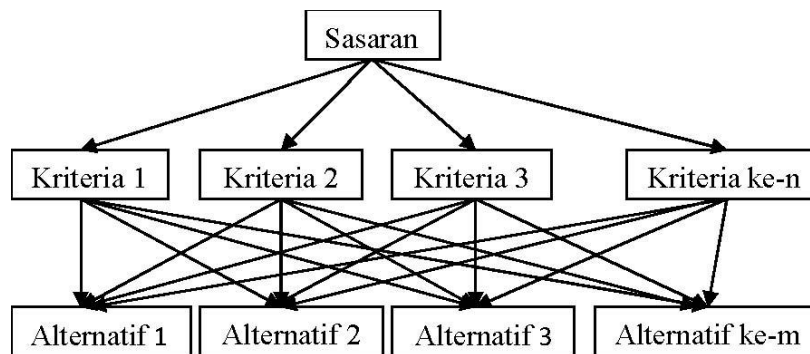 Sasaran
Kriteria 1
Kriteria 2
Kriteria 3
Kriteria ke-n
Alternatif 1
Alternatif 2
Alternatif 3
Alternatif ke-m